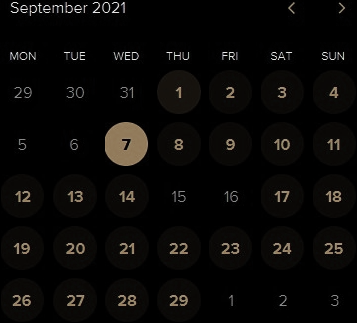 September 2021
MON TUE WED THU FRI SAT SUN
29 30 31 1 2 3 4
5 6 7 8 9 10 11
12 13 14 15 16 17 18
19 20 21 22 23 24 25
26 27 28 29 1 2 3